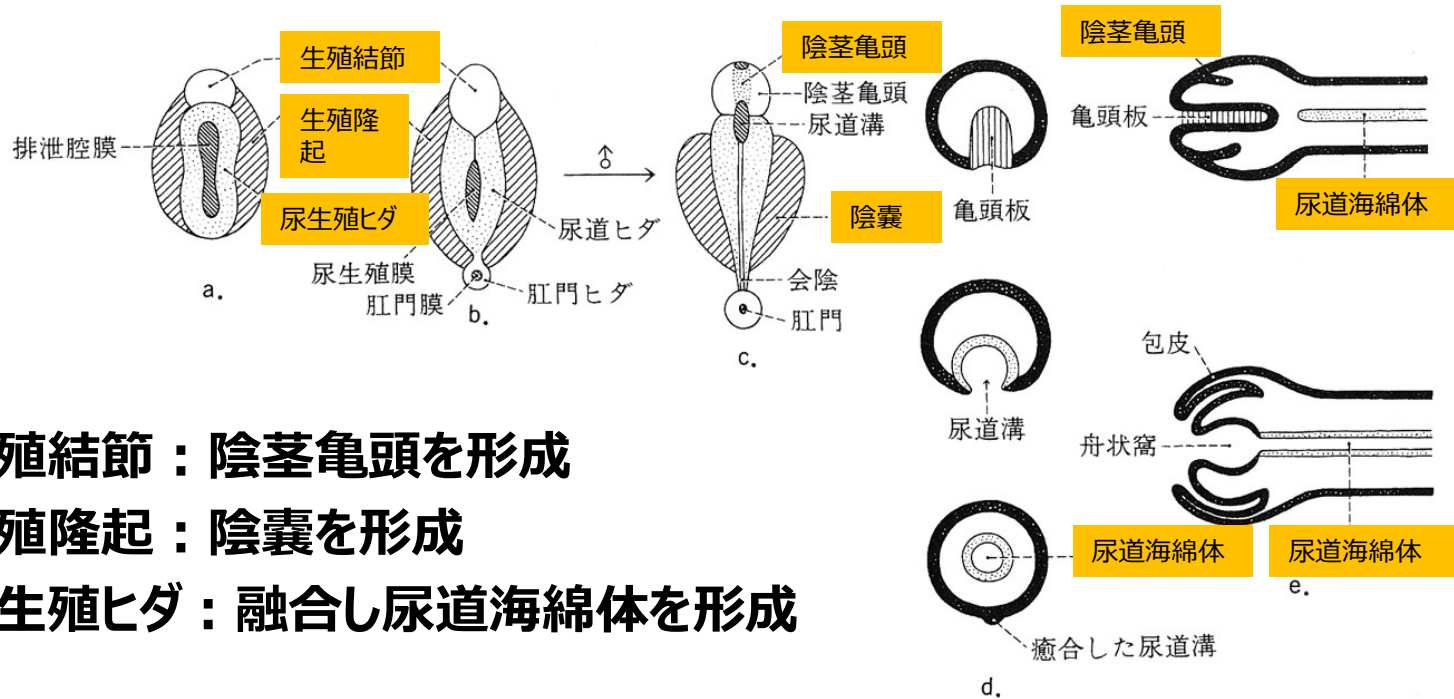 生殖結節
生殖隆
起
排泄腔膜
尿生殖ヒダ
尿道ヒダ
尿生殖膜
肛門膜
肛門ヒダ
a.
b.
♂
陰茎亀頭
陰茎亀頭
尿道溝
陰嚢
会陰
肛門
c.
亀頭板
尿道溝
尿道海綿体
癒合した尿道溝
d.
陰茎亀頭
亀頭板
尿道海綿体
包皮
舟状窩
尿道海綿体
e.
殖結節：陰茎亀頭を形成
殖隆起：陰嚢を形成
生殖ヒダ：融合し尿道海綿体を形成